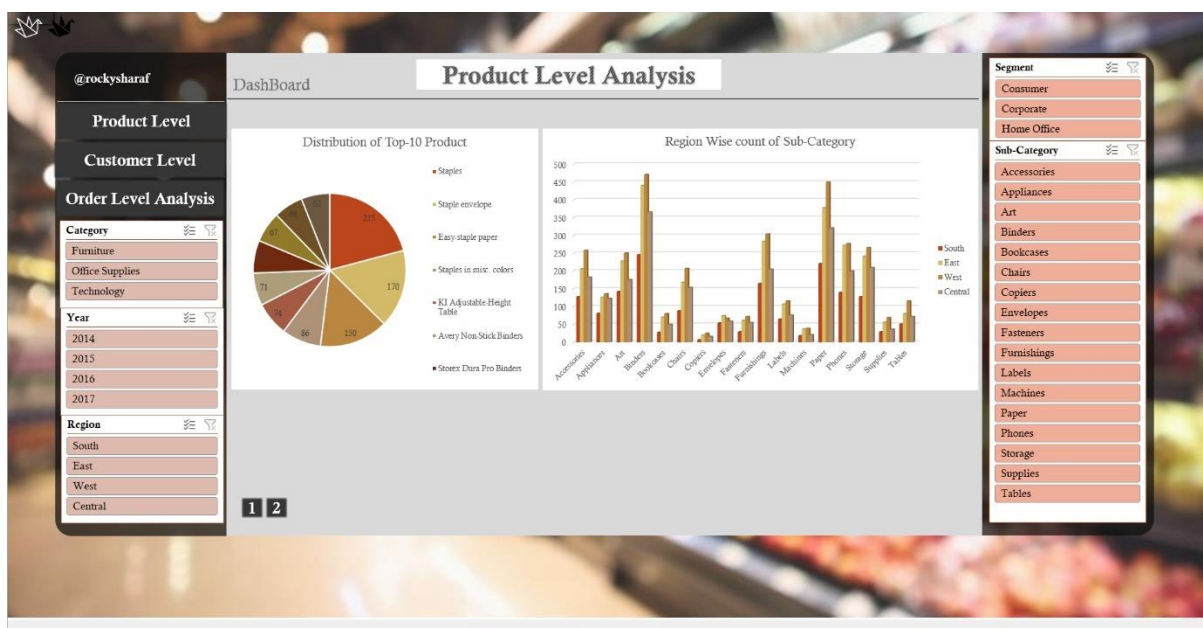 @rockysharaf
Product Level
Customer Level
Order Level Analysis
Category
Furniture
Office Supplies
Technology
Year
2014
2015
2016
2017
Region
South
East
West
Central
DashBoard
Product Level Analysis
Distribution of Top-10 Product
215
170
150
86
74
71
67
62
Staples
Staple envelope
Easy-staple paper
Staples in misc. colors
KI Adjustable-Height
Table
Avery Non-Stick Binders
Storex Dura Pro Binders
Region Wise count of Sub-Category
500
450
400
350
300
250
200
150
100
50
0
Accessories
Appliances
Art
Binders
Bookcases
Chairs
Copiers
Envelopes
Fasteners
Furnishings
Labels
Machines
Paper
Phones
Storage
Supplies
Tables
South
East
West
Central
1 2
Segment
Consumer
Corporate
Home Office
Sub-Category
Accessories
Appliances
Art
Binders
Bookcases
Chairs
Copiers
Envelopes
Fasteners
Furnishings
Labels
Machines
Paper
Phones
Storage
Supplies
Tables